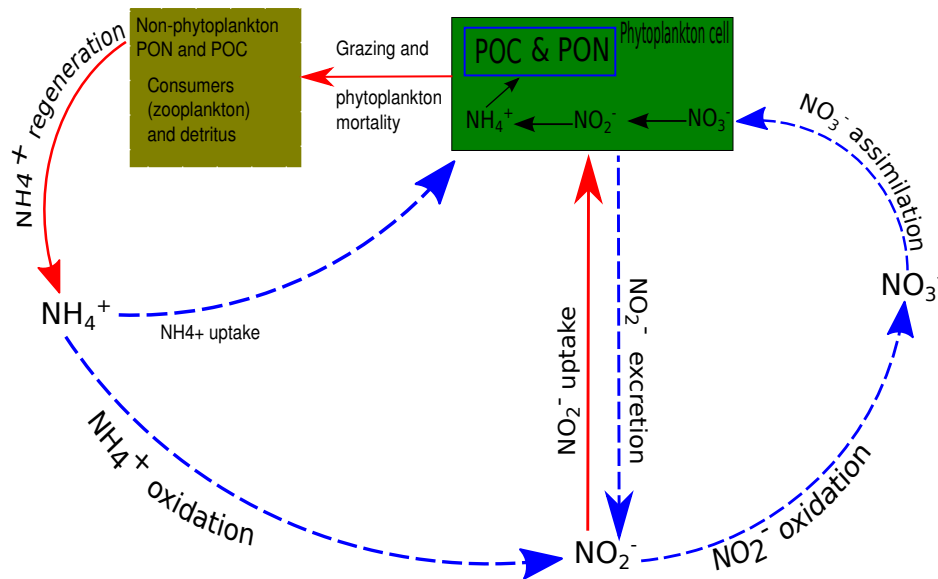 Non-phytoplankton
PON and POC
Consumers
(zooplankton)
and detritus
Grazing and
phytoplankton
mortality
Phytoplankton cell
POC & PON
NH₄⁺
NO₂⁻
NO₃⁻
NH4+ regeneration
NO₃⁻ assimilation
NH₄⁺
NH4+ uptake
NO₂⁻ uptake
NO₂⁻ excretion
NO₃⁻
NH₄+ oxidation
NO₂⁻
NO₂⁻ oxidation